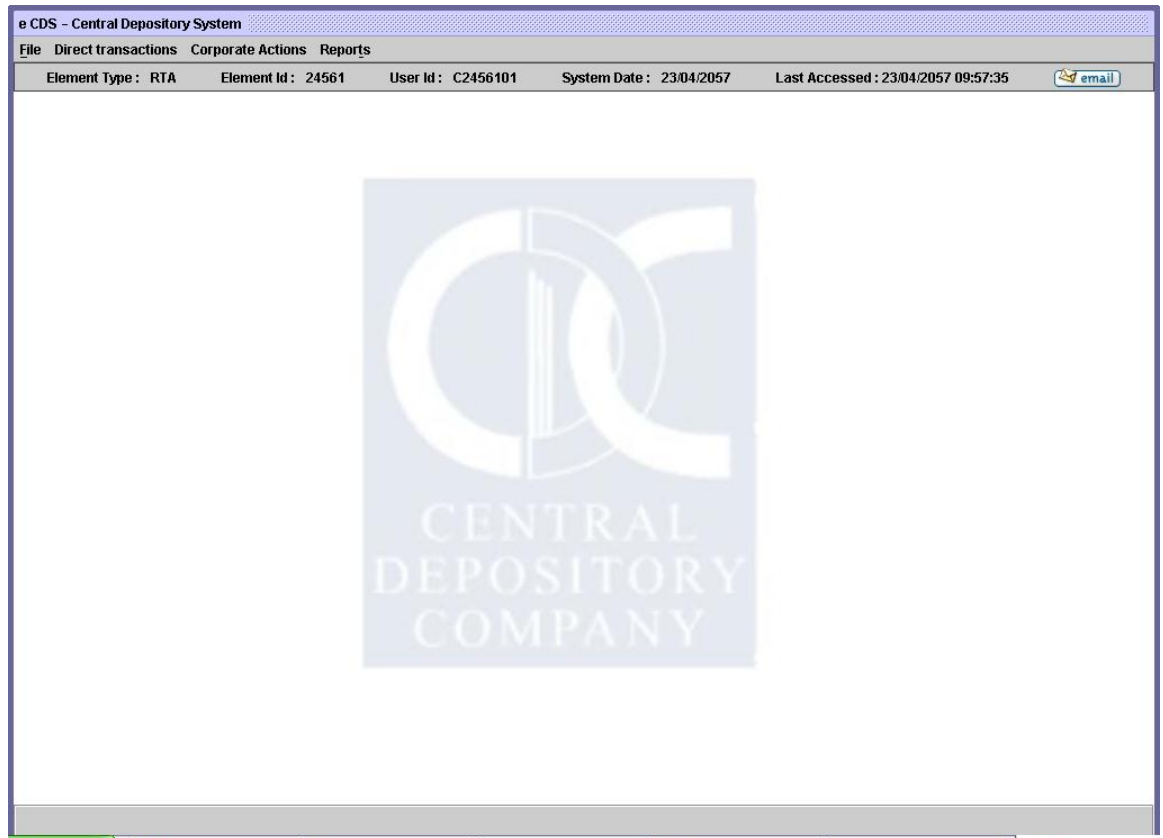 e CDS – Central Depository System
File Direct transactions Corporate Actions Reports
Element Type : RTA Element Id : 24561 User Id : C2456101 System Date : 23/04/2057 Last Accessed : 23/04/2057 09:57:35 email
CENTRAL
DEPOSITORY
COMPANY